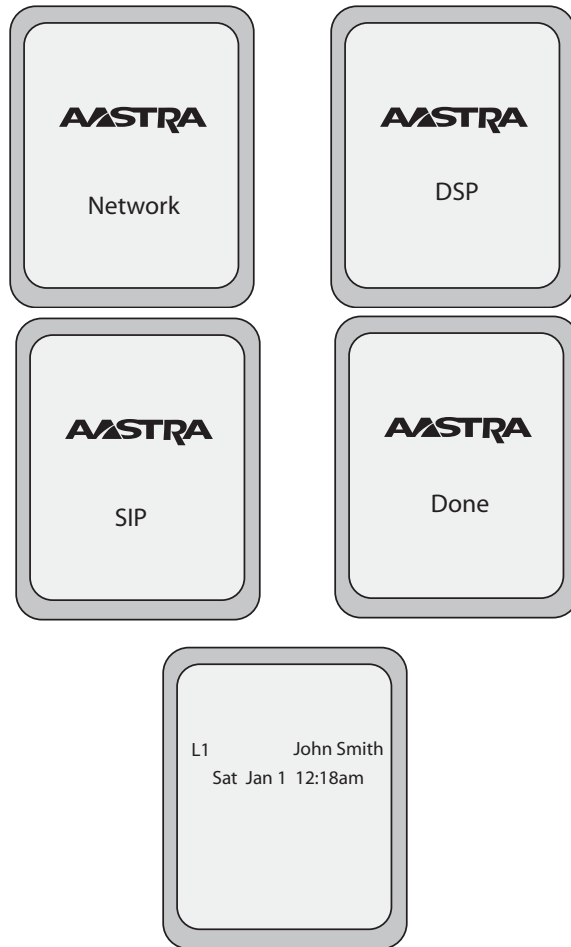 AASTRA
Network
AASTRA
DSP
AASTRA
SIP
AASTRA
Done
L1 John Smith
Sat Jan 1 12:18am